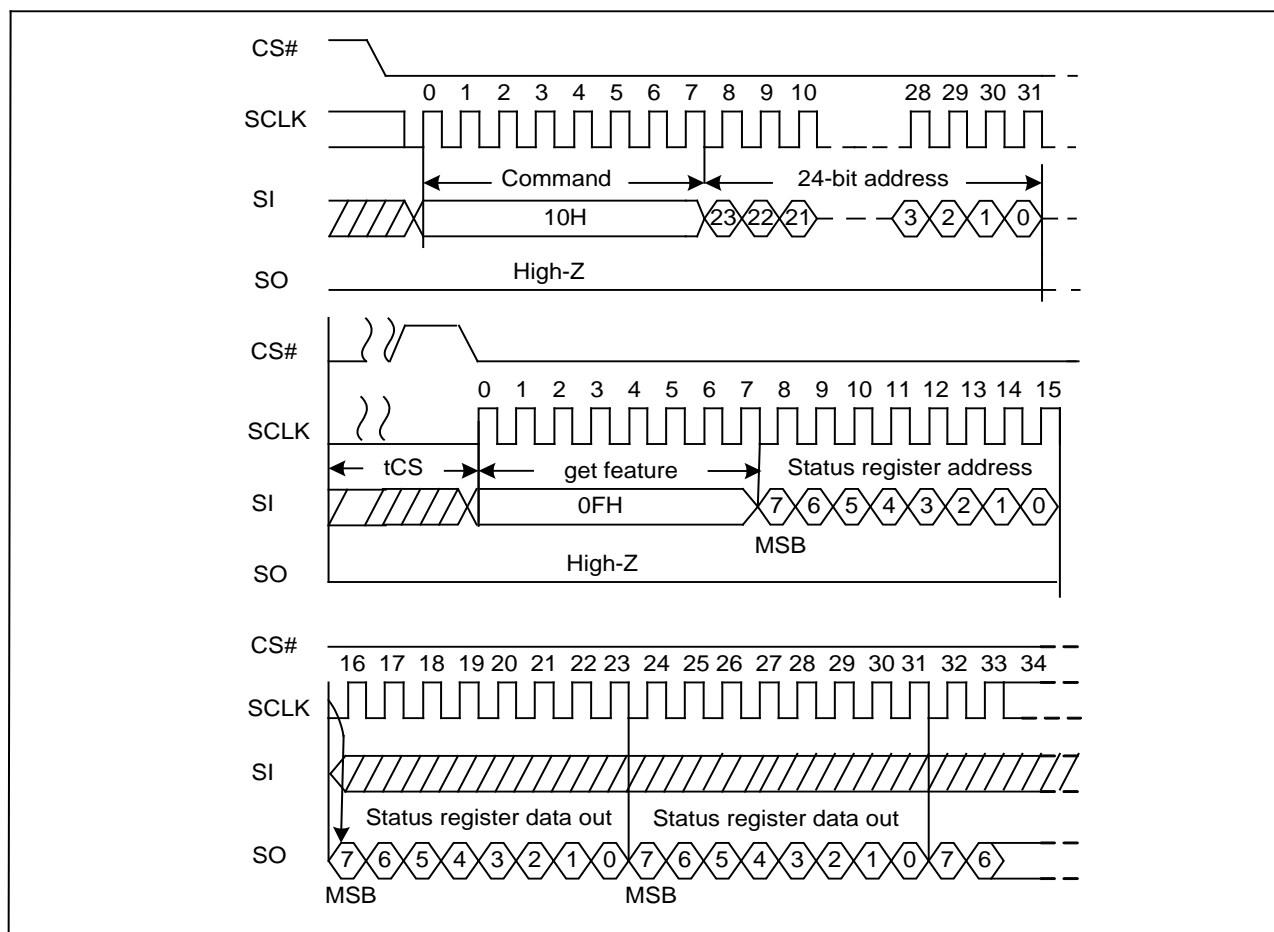 CS#
0 1 2 3 4 5 6 7 8 9 10 28 29 30 31
SCLK
Command 24-bit address
SI
10H 23 22 21 3 2 1 0
High-Z
SO
CS#
0 1 2 3 4 5 6 7 8 9 10 11 12 13 14 15
SCLK
tCS get feature Status register address
SI
0FH 7 6 5 4 3 2 1 0
MSB
High-Z
SO
CS#
16 17 18 19 20 21 22 23 24 25 26 27 28 29 30 31 32 33 34
SCLK
SI
Status register data out Status register data out
SO
7 6 5 4 3 2 1 0 7 6 5 4 3 2 1 0 7 6
MSB MSB